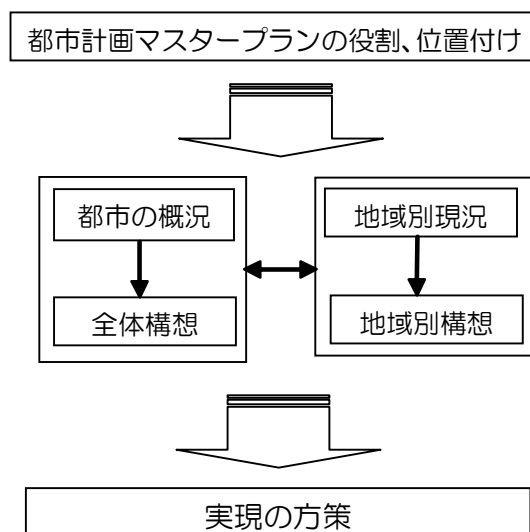 都市計画マスタープランの役割、位置付け
都市の概況
全体構想
地域別現況
地域別構想
実現の方策